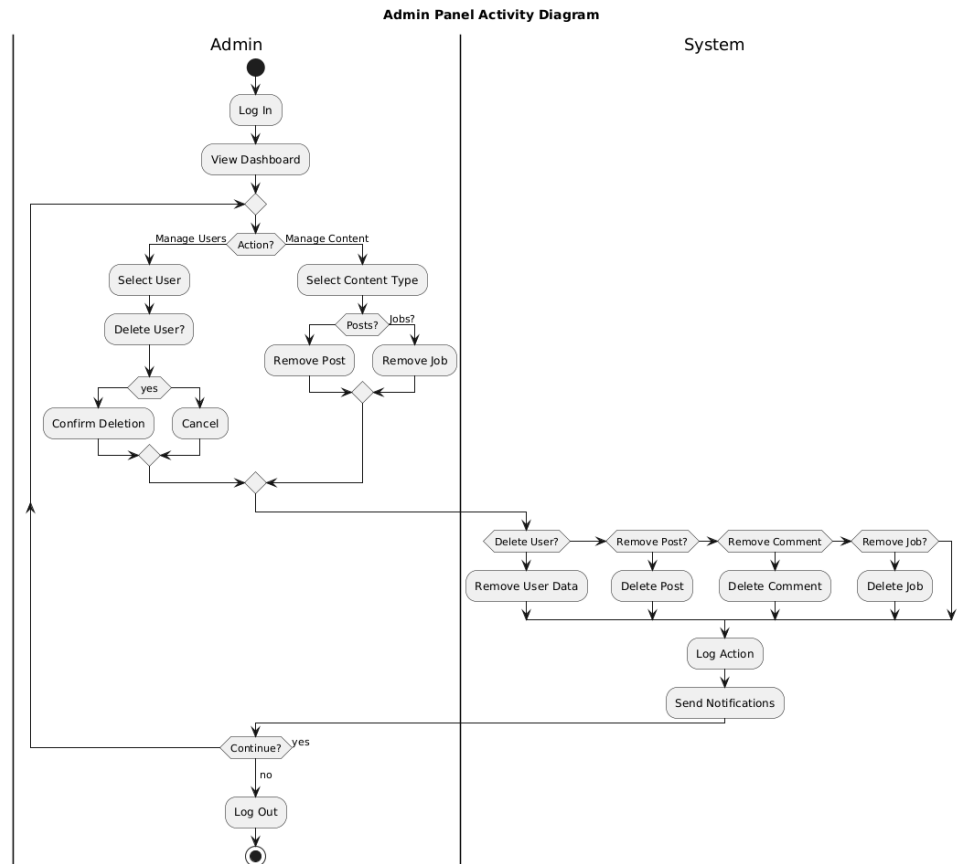 Admin Panel Activity Diagram
Admin
System
Log In
View Dashboard
Manage Users
Action?
Manage Content
Select User
Select Content Type
Delete User?
Posts?
Jobs?
Remove Post
Remove Job
yes
Confirm Deletion
Cancel
Delete User?
Remove Post?
Remove Comment
Remove Job?
Remove User Data
Delete Post
Delete Comment
Delete Job
Log Action
Send Notifications
Continue?
yes
no
Log Out